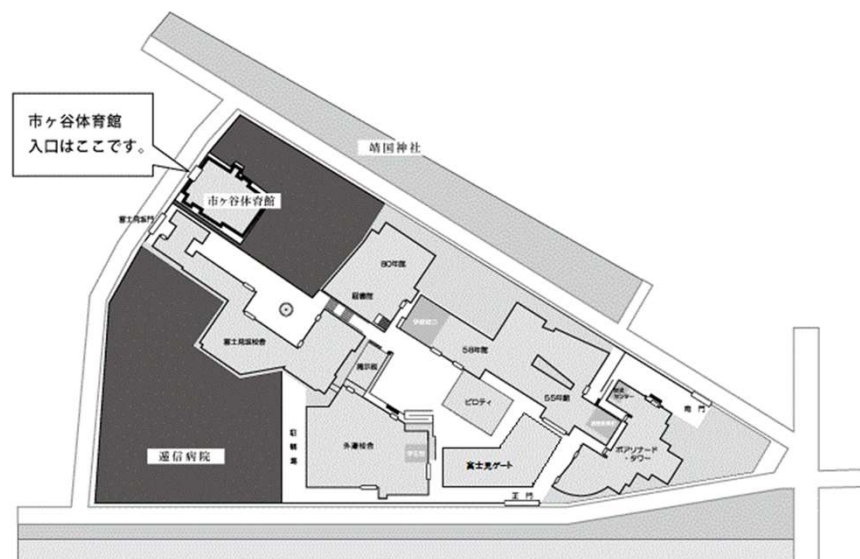 市ヶ谷体育館
入口はここです。
靖国神社
市ヶ谷体育館
富士見坂門
80年館
図書館
58年館
富士見坂校舎
掲示板
ピロティ
55年館
南門
ボアソナード
・タワー
外濠校舎
富士見ゲート
逓信病院
正門